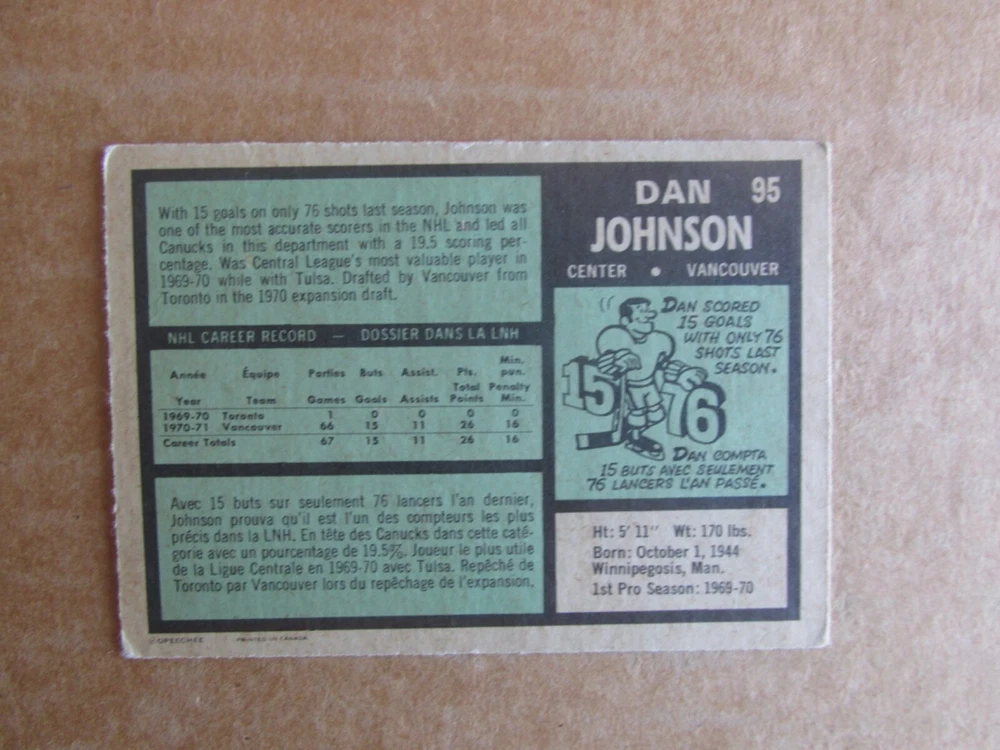 With 15 goals on only 76 shots last season, Johnson was
one of the most accurate scorers in the NHL and led all
Canucks in this department with a 19.5 scoring per-
centage. Was Central League's most valuable player in
1969-70 while with Tulsa. Drafted by Vancouver from
Toronto in the 1970 expansion draft.
NHL CAREER RECORD — DOSSIER DANS LA LNH
Année Équipe Parties Buts Assist. Pts. Min. pun.
Year Team Games Goals Assists Total Points Penalty Min.
1969-70 Toronto 1 0 0 0 0
1970-71 Vancouver 66 15 11 26 16
Career Totals 67 15 11 26 16
Avec 15 buts sur seulement 76 lancers l'an dernier,
Johnson prouva qu'il est l'un des compteurs les plus
précis dans la LNH. En tête des Canucks dans cette caté-
gorie avec un pourcentage de 19.5%. Joueur le plus utile
de la Ligue Centrale en 1969-70 avec Tulsa. Repêché de
Toronto par Vancouver lors du repêchage de l'expansion.
© OPEECHEE PRINTED IN CANADA
DAN 95
JOHNSON
CENTER • VANCOUVER
DAN SCORED
15 GOALS
WITH ONLY 76
SHOTS LAST
SEASON.
15 76
DAN COMPTA
15 BUTS AVEC SEULEMENT
76 LANCERS L'AN PASSÉ.
Ht: 5' 11" Wt: 170 lbs.
Born: October 1, 1944
Winnipegosis, Man.
1st Pro Season: 1969-70